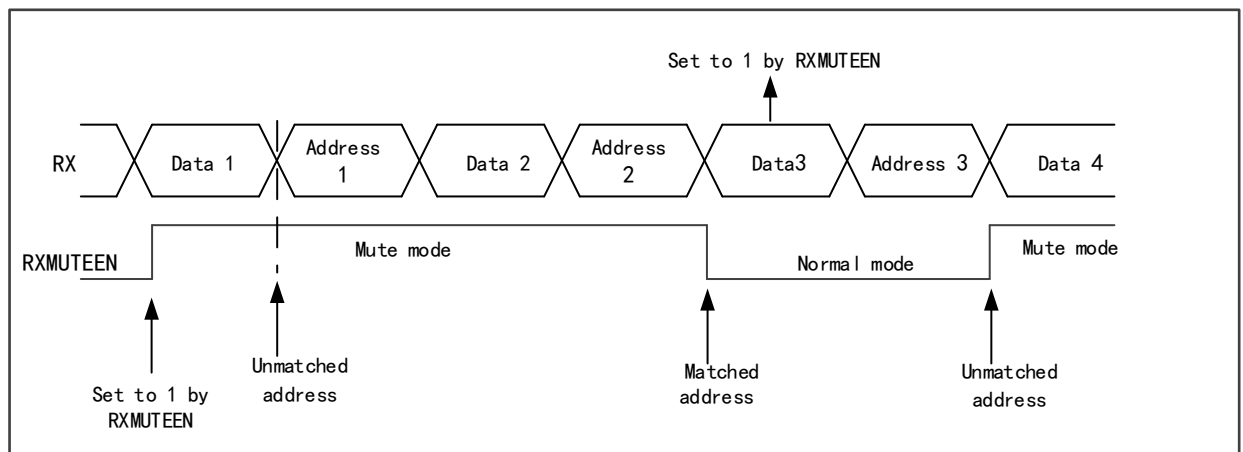 Set to 1 by RXMUTEEN
RX
Data 1
Address
1
Data 2
Address
2
Data3
Address 3
Data 4
RXMUTEEN
Mute mode
Normal mode
Mute mode
Set to 1 by
RXMUTEEN
Unmatched
address
Matched
address
Unmatched
address